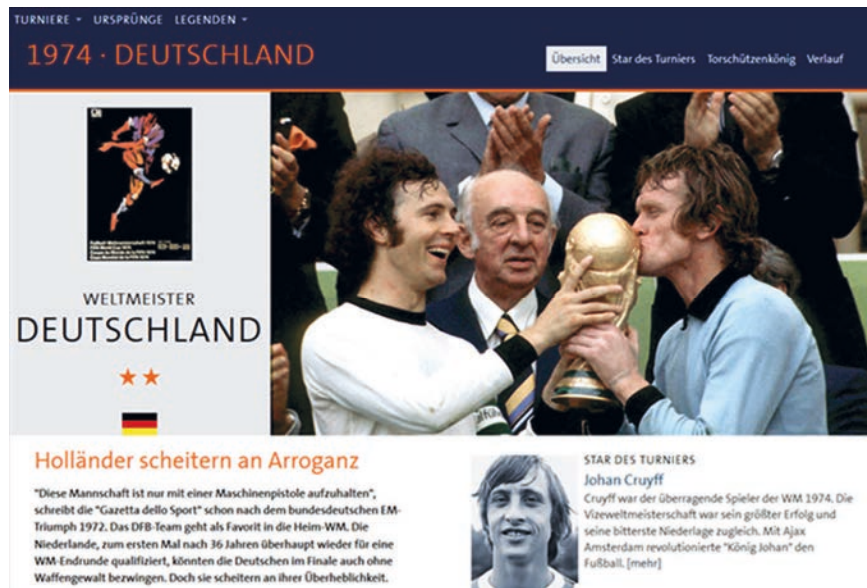 TURNIERE URSPRÜNGE LEGENDEN
1974 · DEUTSCHLAND
Übersicht Star des Turniers Torschützenkönig Verlauf
WELTMEISTER
DEUTSCHLAND
Holländer scheitern an Arroganz
"Diese Mannschaft ist nur mit einer Maschinenpistole aufzuhalten",
schreibt die "Gazetta dello Sport" schon nach dem bundesdeutschen EM-
Triumph 1972. Das DFB-Team geht als Favorit in die Heim-WM. Die
Niederlande, zum ersten Mal nach 36 Jahren überhaupt wieder für eine
WM-Endrunde qualifiziert, könnten die Deutschen im Finale auch ohne
Waffengewalt bezwingen. Doch sie scheitern an ihrer Überheblichkeit.
STAR DES TURNIERS
Johan Cruyff
Cruyff war der überragende Spieler der WM 1974. Die
Vizeweltmeisterschaft war sein größter Erfolg und
seine bitterste Niederlage zugleich. Mit Ajax
Amsterdam revolutionierte "König Johan" den
Fußball. [mehr]